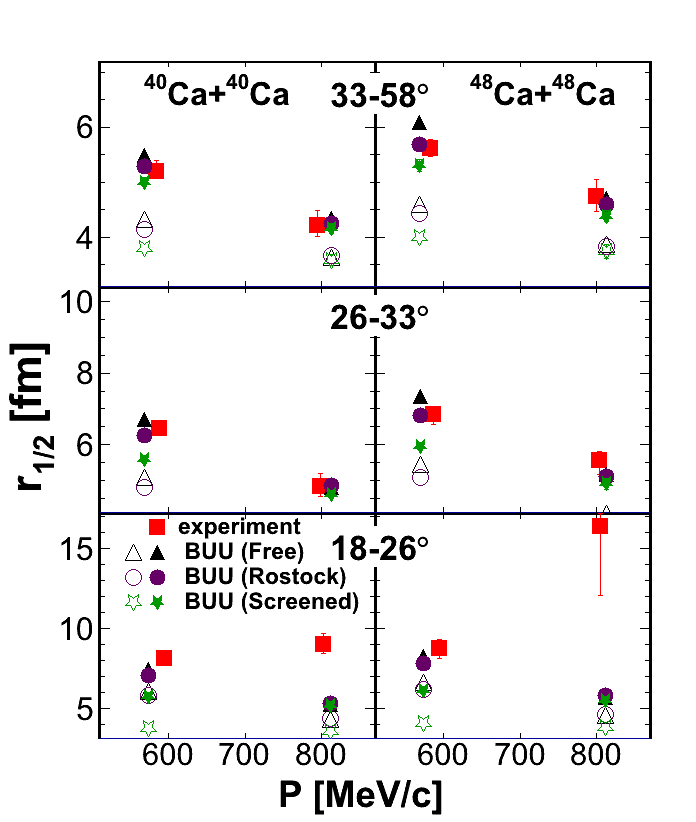 ⁴⁰Ca+⁴⁰Ca
33-58°
⁴⁸Ca+⁴⁸Ca
6
4
26-33°
10
8
6
r₁/₂ [fm]
experiment
BUU (Free)
BUU (Rostock)
BUU (Screened)
18-26°
15
10
5
600 700 800 600 700 800
P [MeV/c]